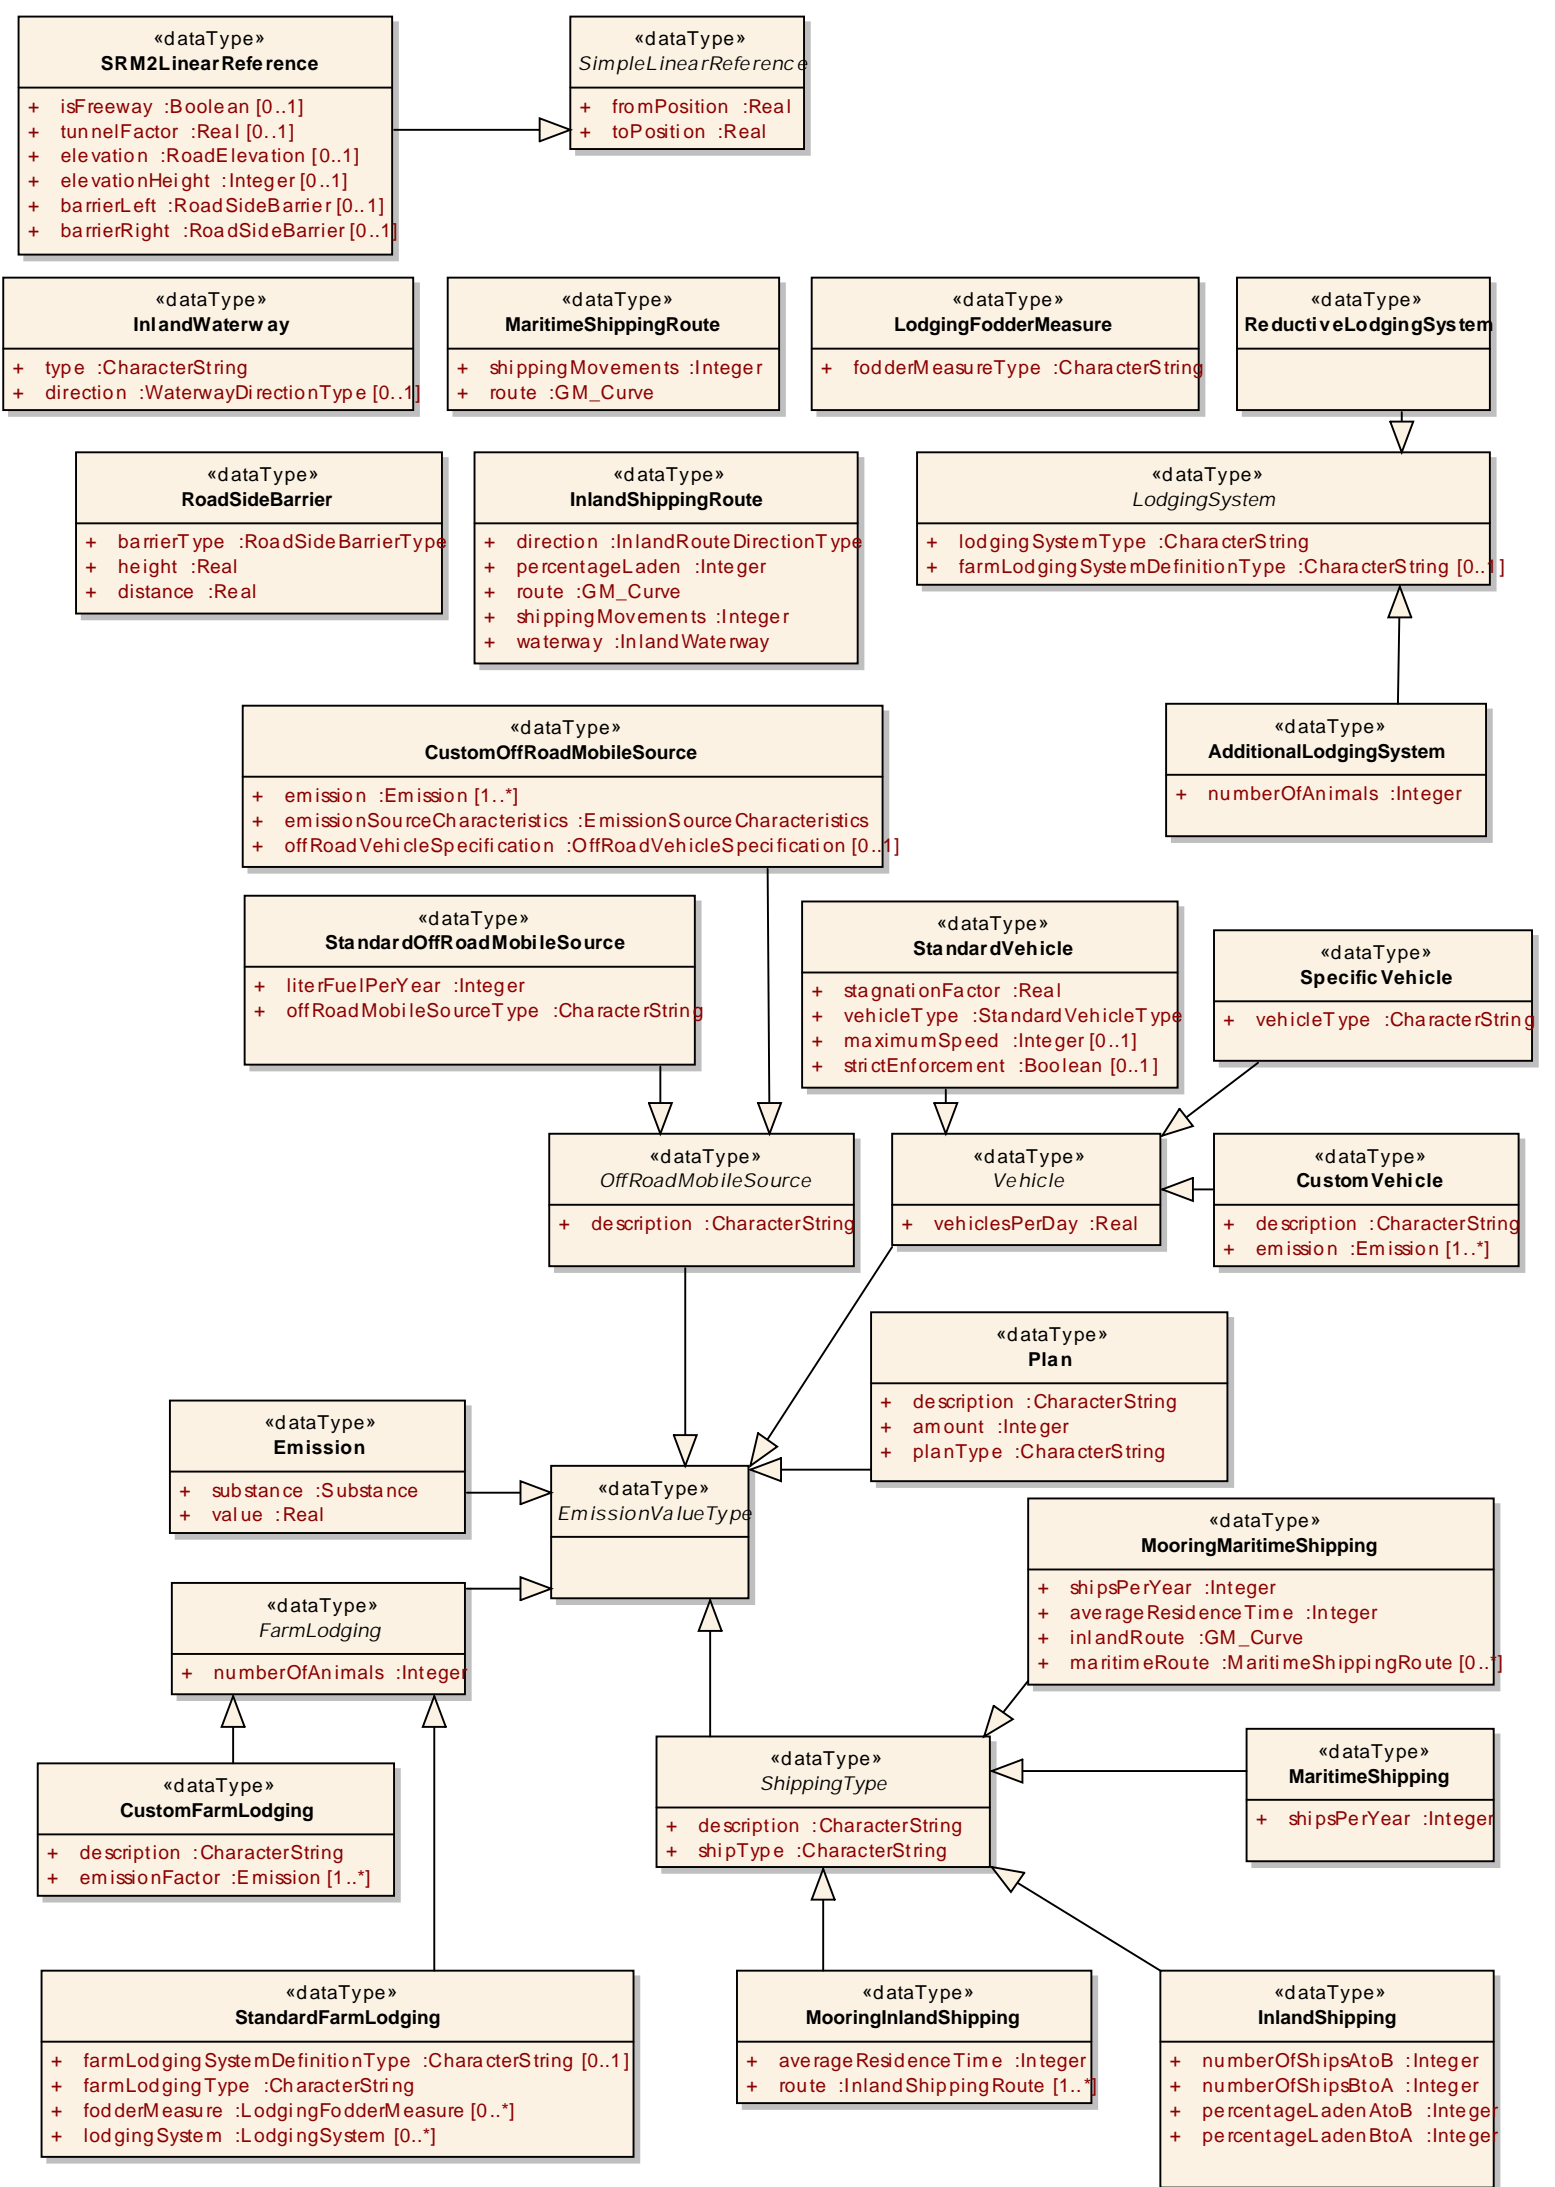 «dataType»
SRM2LinearReference
+ isFreeway :Boolean [0..1]
+ tunnelFactor :Real [0..1]
+ elevation :RoadElevation [0..1]
+ elevationHeight :Integer [0..1]
+ barrierLeft :RoadSideBarrier [0..1]
+ barrierRight :RoadSideBarrier [0..1]
«dataType»
SimpleLinearReference
+ fromPosition :Real
+ toPosition :Real
«dataType»
InlandWaterway
+ type :CharacterString
+ direction :WaterwayDirectionType [0..1]
«dataType»
MaritimeShippingRoute
+ shippingMovements :Integer
+ route :GM_Curve
«dataType»
LodgingFodderMeasure
+ fodderMeasureType :CharacterString
«dataType»
ReductiveLodgingSystem
«dataType»
RoadSideBarrier
+ barrierType :RoadSideBarrierType
+ height :Real
+ distance :Real
«dataType»
InlandShippingRoute
+ direction :InlandRouteDirectionType
+ percentageLaden :Integer
+ route :GM_Curve
+ shippingMovements :Integer
+ waterway :InlandWaterway
«dataType»
LodgingSystem
+ lodgingSystemType :CharacterString
+ farmLodgingSystemDefinitionType :CharacterString [0..1]
«dataType»
CustomOffRoadMobileSource
+ emission :Emission [1..*]
+ emissionSourceCharacteristics :EmissionSourceCharacteristics
+ offRoadVehicleSpecification :OffRoadVehicleSpecification [0..1]
«dataType»
AdditionalLodgingSystem
+ numberOfAnimals :Integer
«dataType»
StandardOffRoadMobileSource
+ literFuelPerYear :Integer
+ offRoadMobileSourceType :CharacterString
«dataType»
StandardVehicle
+ stagnationFactor :Real
+ vehicleType :StandardVehicleType
+ maximumSpeed :Integer [0..1]
+ strictEnforcement :Boolean [0..1]
«dataType»
SpecificVehicle
+ vehicleType :CharacterString
«dataType»
OffRoadMobileSource
+ description :CharacterString
«dataType»
Vehicle
+ vehiclesPerDay :Real
«dataType»
CustomVehicle
+ description :CharacterString
+ emission :Emission [1..*]
«dataType»
Plan
+ description :CharacterString
+ amount :Integer
+ planType :CharacterString
«dataType»
Emission
+ substance :Substance
+ value :Real
«dataType»
EmissionValueType
«dataType»
MooringMaritimeShipping
+ shipsPerYear :Integer
+ averageResidenceTime :Integer
+ inlandRoute :GM_Curve
+ maritimeRoute :MaritimeShippingRoute [0..*]
«dataType»
FarmLodging
+ numberOfAnimals :Integer
«dataType»
ShippingType
+ description :CharacterString
+ shipType :CharacterString
«dataType»
MaritimeShipping
+ shipsPerYear :Integer
«dataType»
CustomFarmLodging
+ description :CharacterString
+ emissionFactor :Emission [1..*]
«dataType»
StandardFarmLodging
+ farmLodgingSystemDefinitionType :CharacterString [0..1]
+ farmLodgingType :CharacterString
+ fodderMeasure :LodgingFodderMeasure [0..*]
+ lodgingSystem :LodgingSystem [0..*]
«dataType»
MooringInlandShipping
+ averageResidenceTime :Integer
+ route :InlandShippingRoute [1..*]
«dataType»
InlandShipping
+ numberOfShipsAtoB :Integer
+ numberOfShipsBtoA :Integer
+ percentageLadenAtoB :Integer
+ percentageLadenBtoA :Integer